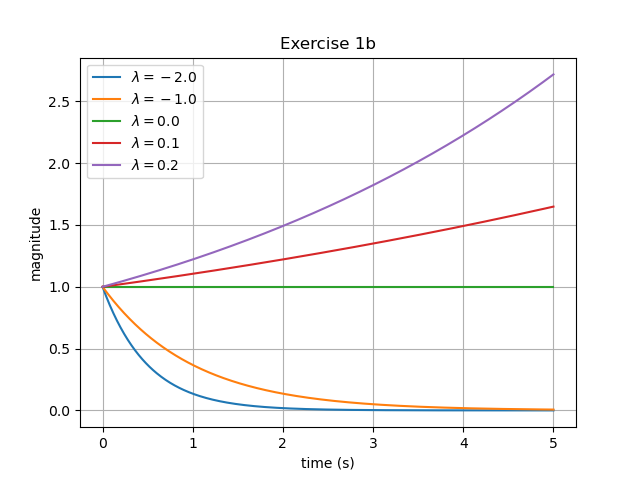 Exercise 1b
λ = −2.0
λ = −1.0
λ = 0.0
λ = 0.1
λ = 0.2
magnitude
2.5
2.0
1.5
1.0
0.5
0.0
0 1 2 3 4 5
time (s)